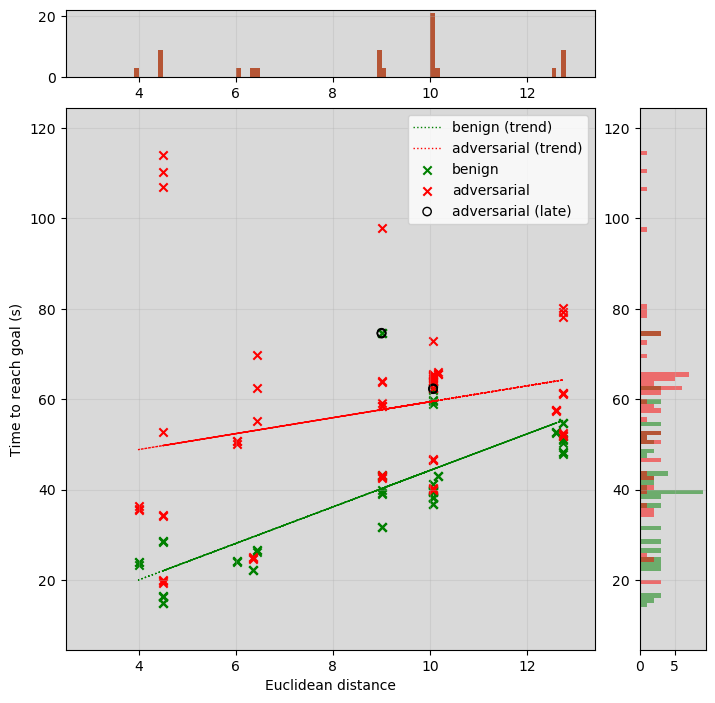 20
0
4 6 8 10 12
120
100
80
60
40
20
Time to reach goal (s)
benign (trend)
adversarial (trend)
benign
adversarial
adversarial (late)
4 6 8 10 12
Euclidean distance
120
100
80
60
40
20
0 5